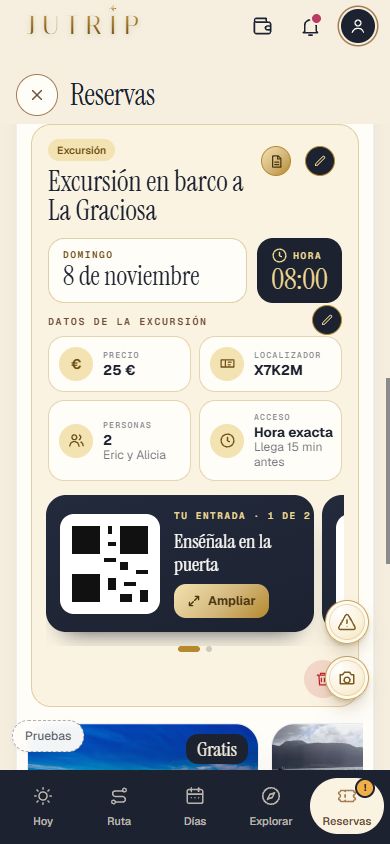 JUTRIP
Reservas
Excursión
Excursión en barco a
La Graciosa
DOMINGO
8 de noviembre
HORA
08:00
DATOS DE LA EXCURSIÓN
€
PRECIO
25 €
LOCALIZADOR
X7K2M
PERSONAS
2
Eric y Alicia
ACCESO
Hora exacta
Llega 15 min
antes
TU ENTRADA · 1 DE 2
Enséñala en la
puerta
Ampliar
Pruebas
Gratis
!
Hoy
Ruta
Días
Explorar
Reservas